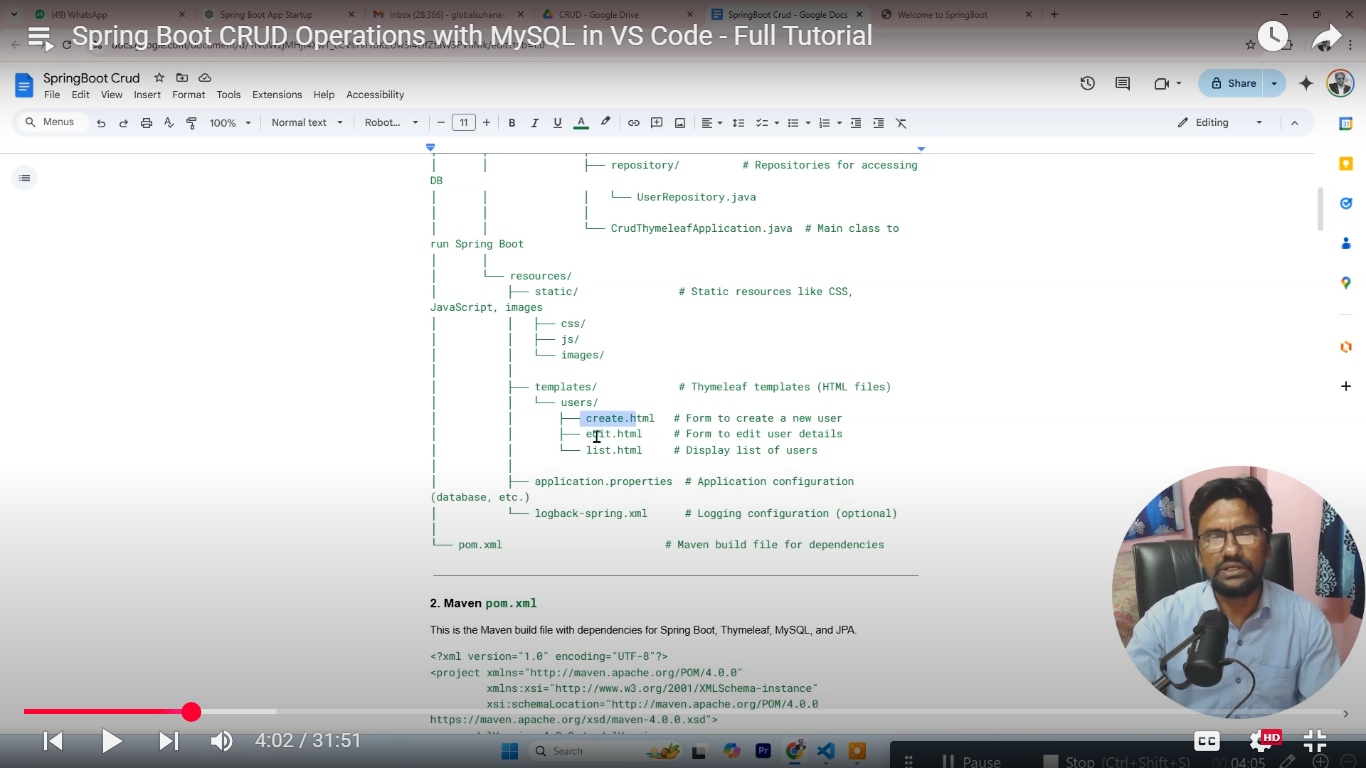 (49) WhatsApp
Spring Boot App Startup
Inbox (28,366) - globalsuhanas
CRUD - Google Drive
SpringBoot Crud - Google Docs
Welcome to SpringBoot
Spring Boot CRUD Operations with MySQL in VS Code - Full Tutorial
SpringBoot Crud
File Edit View Insert Format Tools Extensions Help Accessibility
Share
Menus
100%
Normal text
Robot...
11
B I U A
Editing
│ │ ├── repository/ # Repositories for accessing
DB
│ │ │ └── UserRepository.java
│ │ │
│ │ └── CrudThymeleafApplication.java # Main class to
run Spring Boot
│ │
│ └── resources/
│ ├── static/ # Static resources like CSS,
JavaScript, images
│ │ ├── css/
│ │ ├── js/
│ │ └── images/
│ │
│ ├── templates/ # Thymeleaf templates (HTML files)
│ │ └── users/
│ │ ├── create.html # Form to create a new user
│ │ ├── edit.html # Form to edit user details
│ │ └── list.html # Display list of users
│ │
│ ├── application.properties # Application configuration
(database, etc.)
│ └── logback-spring.xml # Logging configuration (optional)
│
└── pom.xml # Maven build file for dependencies
2. Maven pom.xml
This is the Maven build file with dependencies for Spring Boot, Thymeleaf, MySQL, and JPA.
<?xml version="1.0" encoding="UTF-8"?>
<project xmlns="http://maven.apache.org/POM/4.0.0"
xmlns:xsi="http://www.w3.org/2001/XMLSchema-instance"
xsi:schemaLocation="http://maven.apache.org/POM/4.0.0
https://maven.apache.org/xsd/maven-4.0.0.xsd">
4:02 / 31:51
CC
HD
Search
Pr
Pause
Stop (Ctrl+Shift+S)
00:04:05